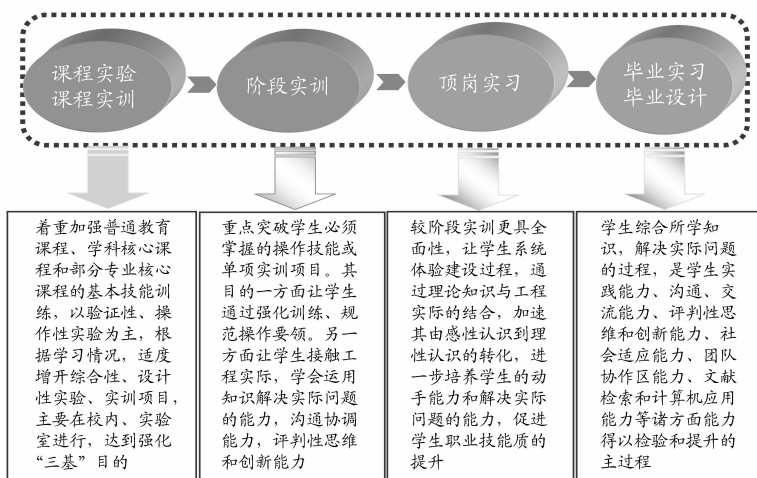 课程实验
课程实训
阶段实训
顶岗实习
毕业实习
毕业设计
着重加强普通教育
课程、学科核心课
程和部分专业核心
课程的基本技能训
练，以验证性、操
作性实验为主，根
据学习情况，适度
增开综合性、设计
性实验、实训项目，
主要在校内、实验
室进行，达到强化
“三基”目的
重点突破学生必须
掌握的操作技能或
单项实训项目。其
目的一方面让学生
通过强化训练、规
范操作要领。另一
方面让学生接触工
程实际，学会运用
知识解决实际问题
的能力，沟通协调
能力，评判性思维
和创新能力
较阶段实训更具全
面性，让学生系统
体验建设过程，通
过理论知识与工程
实际的结合，加速
其由感性认识到理
性认识的转化，进
一步培养学生的动
手能力和解决实际
问题的能力，促进
学生职业技能质的
提升
学生综合所学知
识，解决实际问题
的过程，是学生实
践能力、沟通、交
流能力、评判性思
维和创新能力、社
会适应能力、团队
协作区能力、文献
检索和计算机应用
能力等诸方面能力
得以检验和提升的
主过程